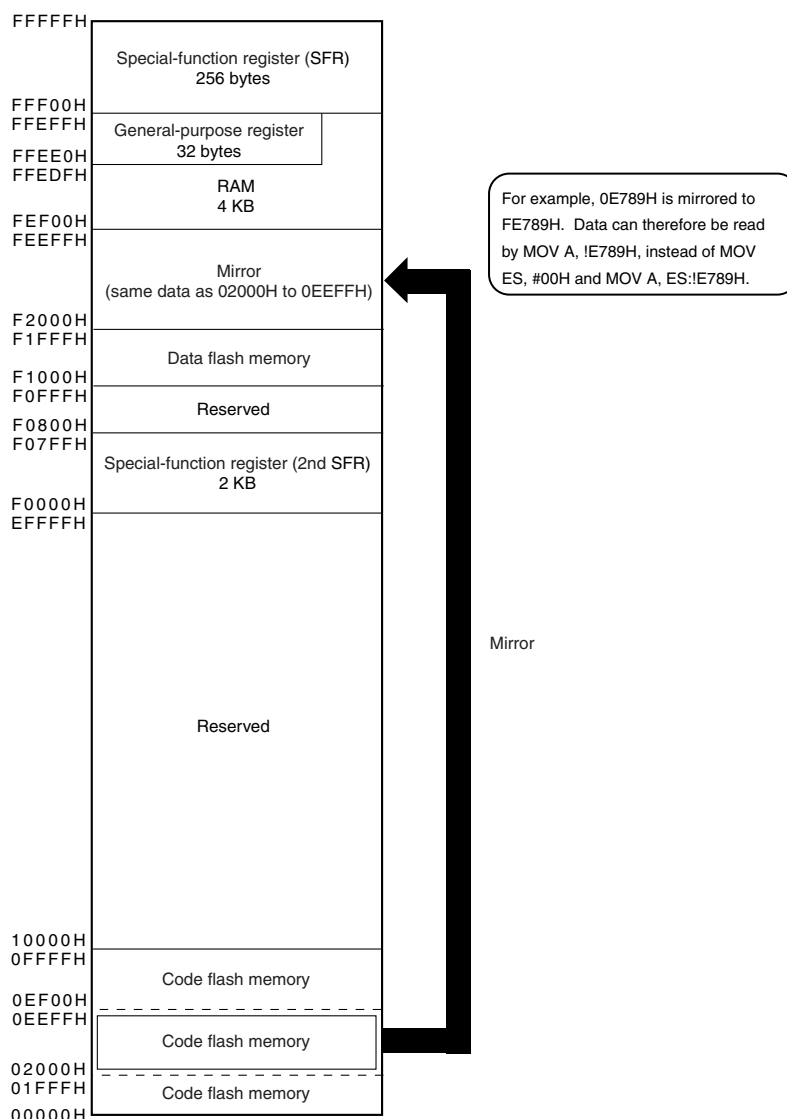 FFFFFH
Special-function register (SFR)
256 bytes
FFF00H
FFEFFH
General-purpose register
32 bytes
FFEE0H
FFEDFH
RAM
4 KB
FEF00H
FEEFFH
Mirror
(same data as 02000H to 0EEFFH)
For example, 0E789H is mirrored to
FE789H. Data can therefore be read
by MOV A, !E789H, instead of MOV
ES, #00H and MOV A, ES:!E789H.
F2000H
F1FFFH
Data flash memory
F1000H
F0FFFH
Reserved
F0800H
F07FFH
Special-function register (2nd SFR)
2 KB
F0000H
EFFFFH
Mirror
Reserved
10000H
0FFFFH
Code flash memory
0EF00H
0EEFFH
Code flash memory
02000H
01FFFH
Code flash memory
00000H